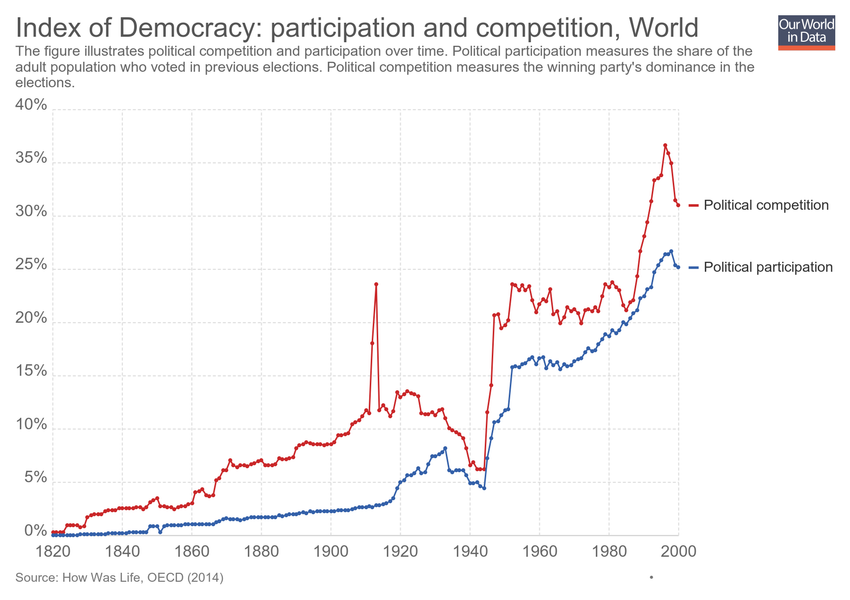 Index of Democracy: participation and competition, World
Our World
in Data
The figure illustrates political competition and participation over time. Political participation measures the share of the
adult population who voted in previous elections. Political competition measures the winning party's dominance in the
elections.
40%
35%
30%
Political competition
25%
Political participation
20%
15%
10%
5%
0%
1820 1840 1860 1880 1900 1920 1940 1960 1980 2000
Source: How Was Life, OECD (2014)
•